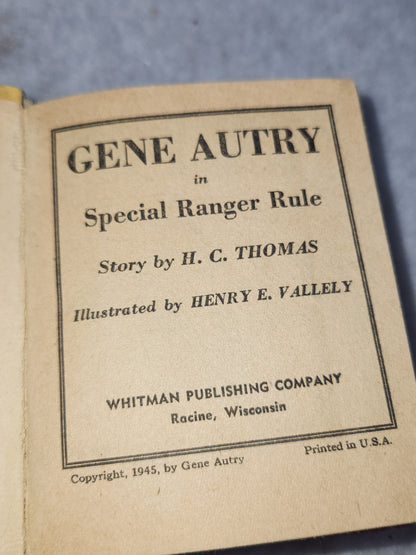 GENE AUTRY
in
Special Ranger Rule
Story by H. C. THOMAS
Illustrated by HENRY E. VALLELY
WHITMAN PUBLISHING COMPANY
Racine, Wisconsin
Copyright, 1945, by Gene Autry
Printed in U.S.A.